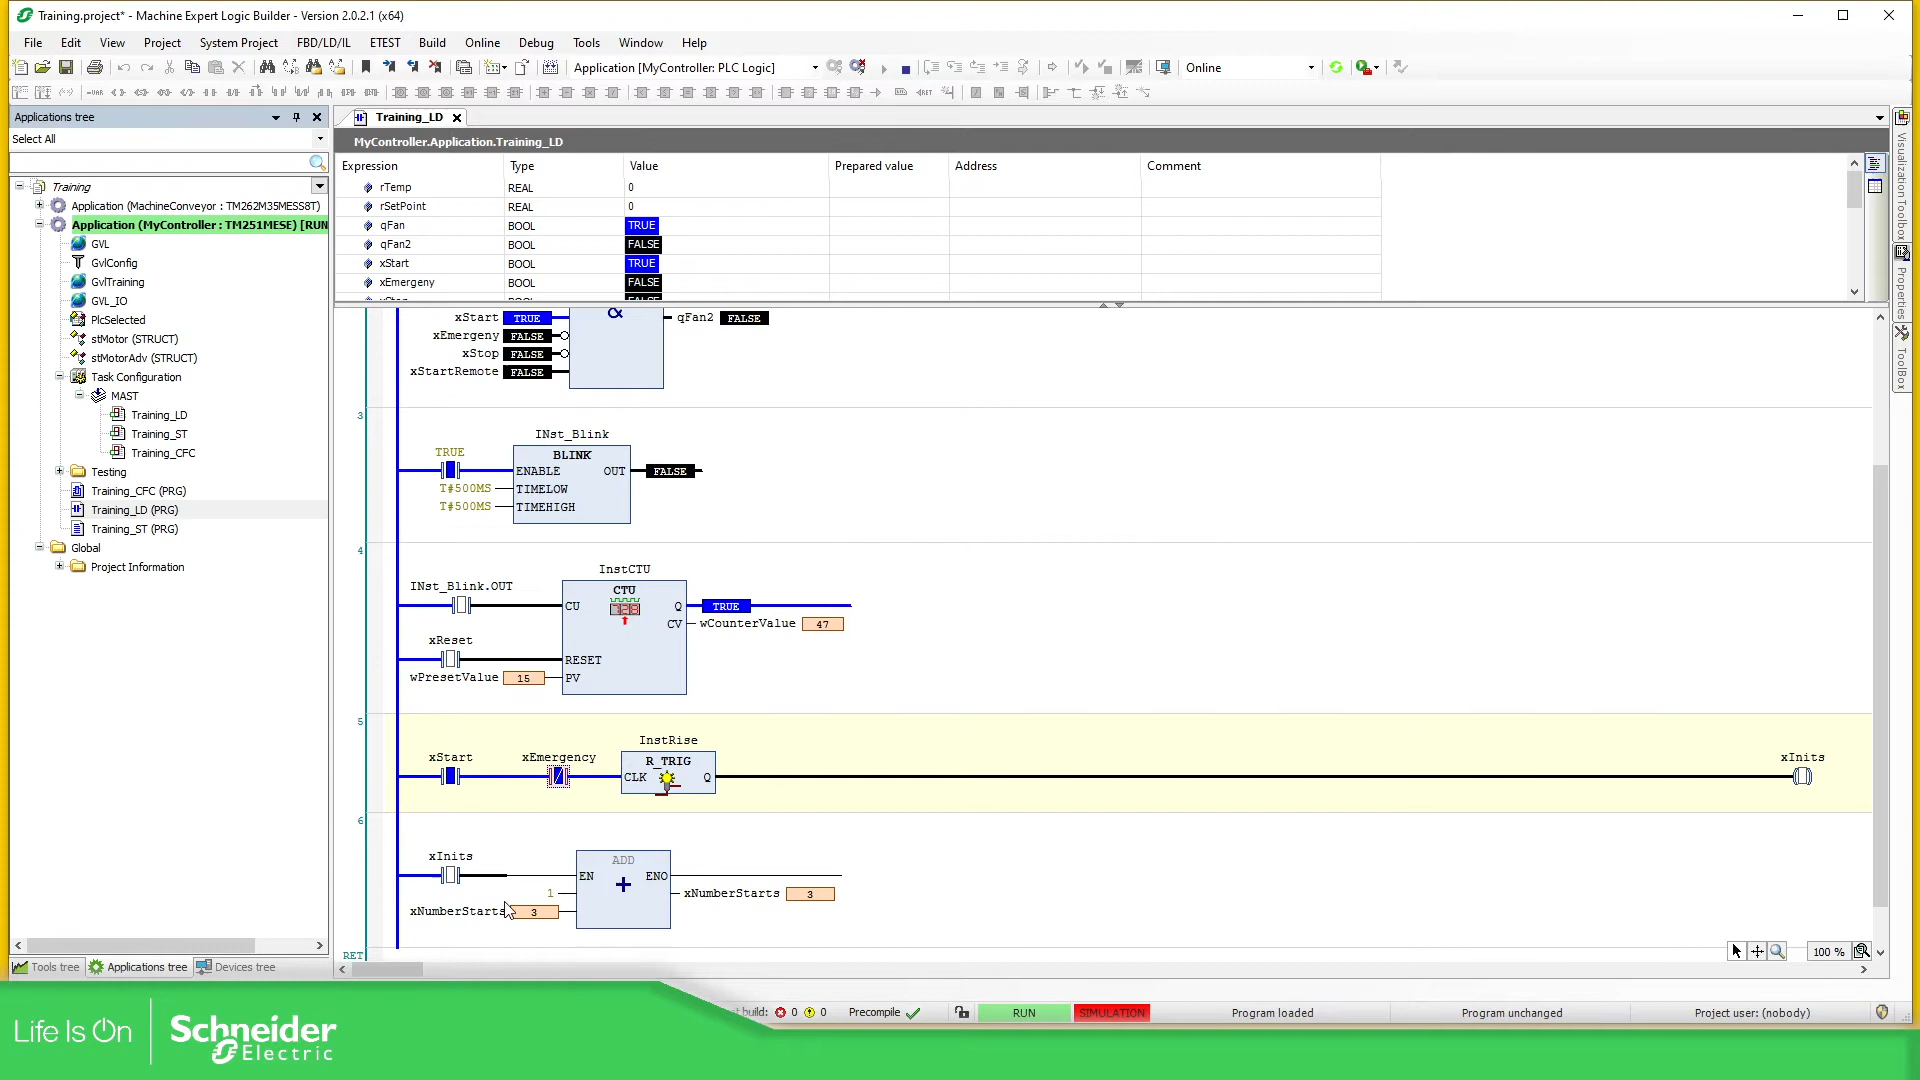 Training.project* - Machine Expert Logic Builder - Version 2.0.2.1 (x64)
File Edit View Project System Project FBD/LD/IL ETEST Build Online Debug Tools Window Help
Application [MyController: PLC Logic] Online
Applications tree
Training_LD
Select All
MyController.Application.Training_LD
Expression Type Value Prepared value Address Comment
rTemp REAL 0
rSetPoint REAL 0
qFan BOOL TRUE
qFan2 BOOL FALSE
xStart BOOL TRUE
xEmergeny BOOL FALSE
Training
Application (MachineConveyor : TM262M35MESS8T)
Application (MyController : TM251MESE) [RUN
GVL
GvlConfig
GvlTraining
GVL_IO
PlcSelected
stMotor (STRUCT)
stMotorAdv (STRUCT)
Task Configuration
MAST
Training_LD
Training_ST
Training_CFC
Testing
Training_CFC (PRG)
Training_LD (PRG)
Training_ST (PRG)
Global
Project Information
Tools tree Applications tree Devices tree
xStart TRUE & qFan2 FALSE
xEmergeny FALSE
xStop FALSE
xStartRemote FALSE
3
INst_Blink
TRUE BLINK
ENABLE OUT FALSE
T#500MS TIMELOW
T#500MS TIMEHIGH
4
InstCTU
INst_Blink.OUT CTU
CU Q TRUE
CV wCounterValue 47
xReset
RESET
wPresetValue 15 PV
5
InstRise
xStart xEmergency R_TRIG xInits
CLK Q
6
xInits ADD
EN ENO
1 xNumberStarts 3
xNumberStarts 3
RET
100 %
Visualization Toolbox
Properties
ToolBox
build: 0 0 Precompile RUN SIMULATION Program loaded Program unchanged Project user: (nobody)
Life Is On
Schneider
Electric